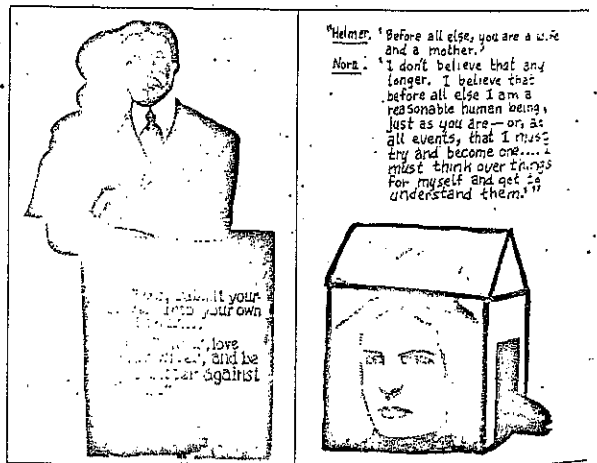 it your-
your own
love
and be
against
"Helmer: 'Before all else, you are a wife
and a mother.'
Nora: 'I don't believe that any
longer. I believe that
before all else I am a
reasonable human being,
just as you are — or, at
all events, that I must
try and become one.... I
must think over things
for myself and get to
understand them.'"